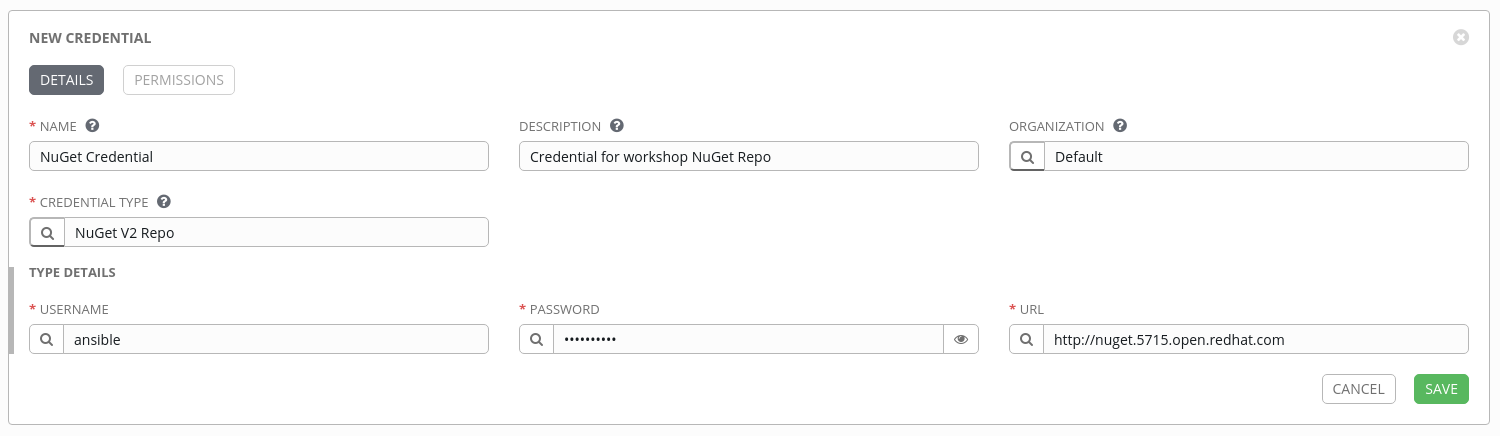 NEW CREDENTIAL
DETAILS PERMISSIONS
* NAME DESCRIPTION ORGANIZATION
NuGet Credential Credential for workshop NuGet Repo Default
* CREDENTIAL TYPE
NuGet V2 Repo
TYPE DETAILS
* USERNAME * PASSWORD * URL
ansible •••••••••• http://nuget.5715.open.redhat.com
CANCEL SAVE